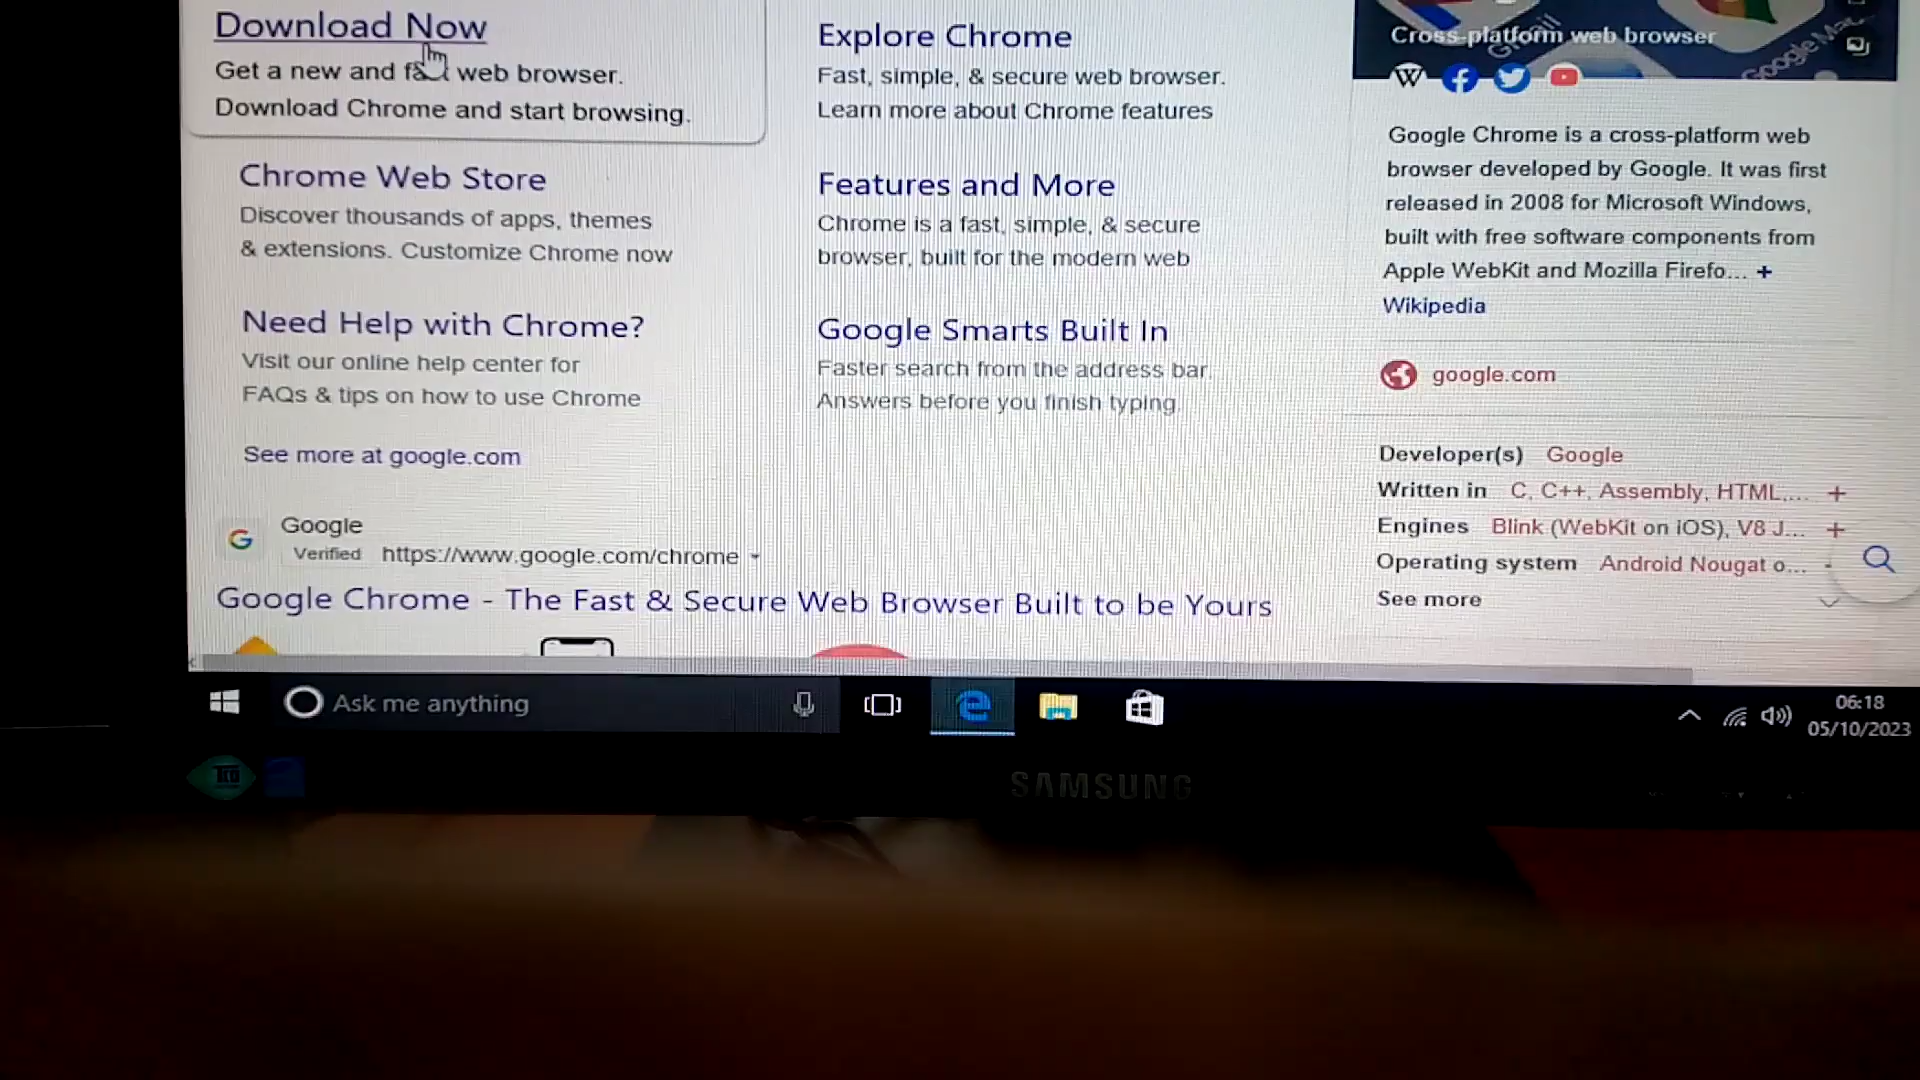 Download Now
Get a new and fast web browser.
Download Chrome and start browsing.
Chrome Web Store
Discover thousands of apps, themes
& extensions. Customize Chrome now
Need Help with Chrome?
Visit our online help center for
FAQs & tips on how to use Chrome
See more at google.com
Explore Chrome
Fast, simple, & secure web browser.
Learn more about Chrome features
Features and More
Chrome is a fast, simple, & secure
browser, built for the modern web
Google Smarts Built In
Faster search from the address bar.
Answers before you finish typing.
Google
Verified https://www.google.com/chrome
Google Chrome - The Fast & Secure Web Browser Built to be Yours
Gmail
Google Ma
Cross-platform web browser
W
Google Chrome is a cross-platform web
browser developed by Google. It was first
released in 2008 for Microsoft Windows,
built with free software components from
Apple WebKit and Mozilla Firefo... +
Wikipedia
google.com
Developer(s) Google
Written in C, C++, Assembly, HTML,... +
Engines Blink (WebKit on iOS), V8 J... +
Operating system Android Nougat o...
See more
Ask me anything
06:18
05/10/2023
TCO
SAMSUNG